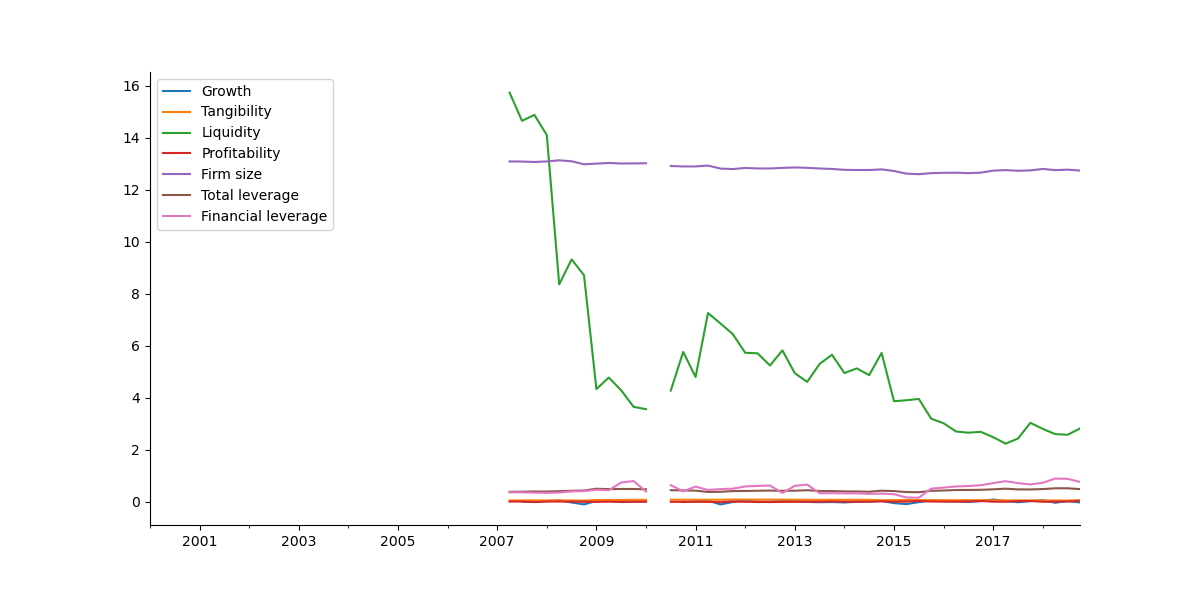 16
14
12
10
8
6
4
2
0
Growth
Tangibility
Liquidity
Profitability
Firm size
Total leverage
Financial leverage
2001 2003 2005 2007 2009 2011 2013 2015 2017